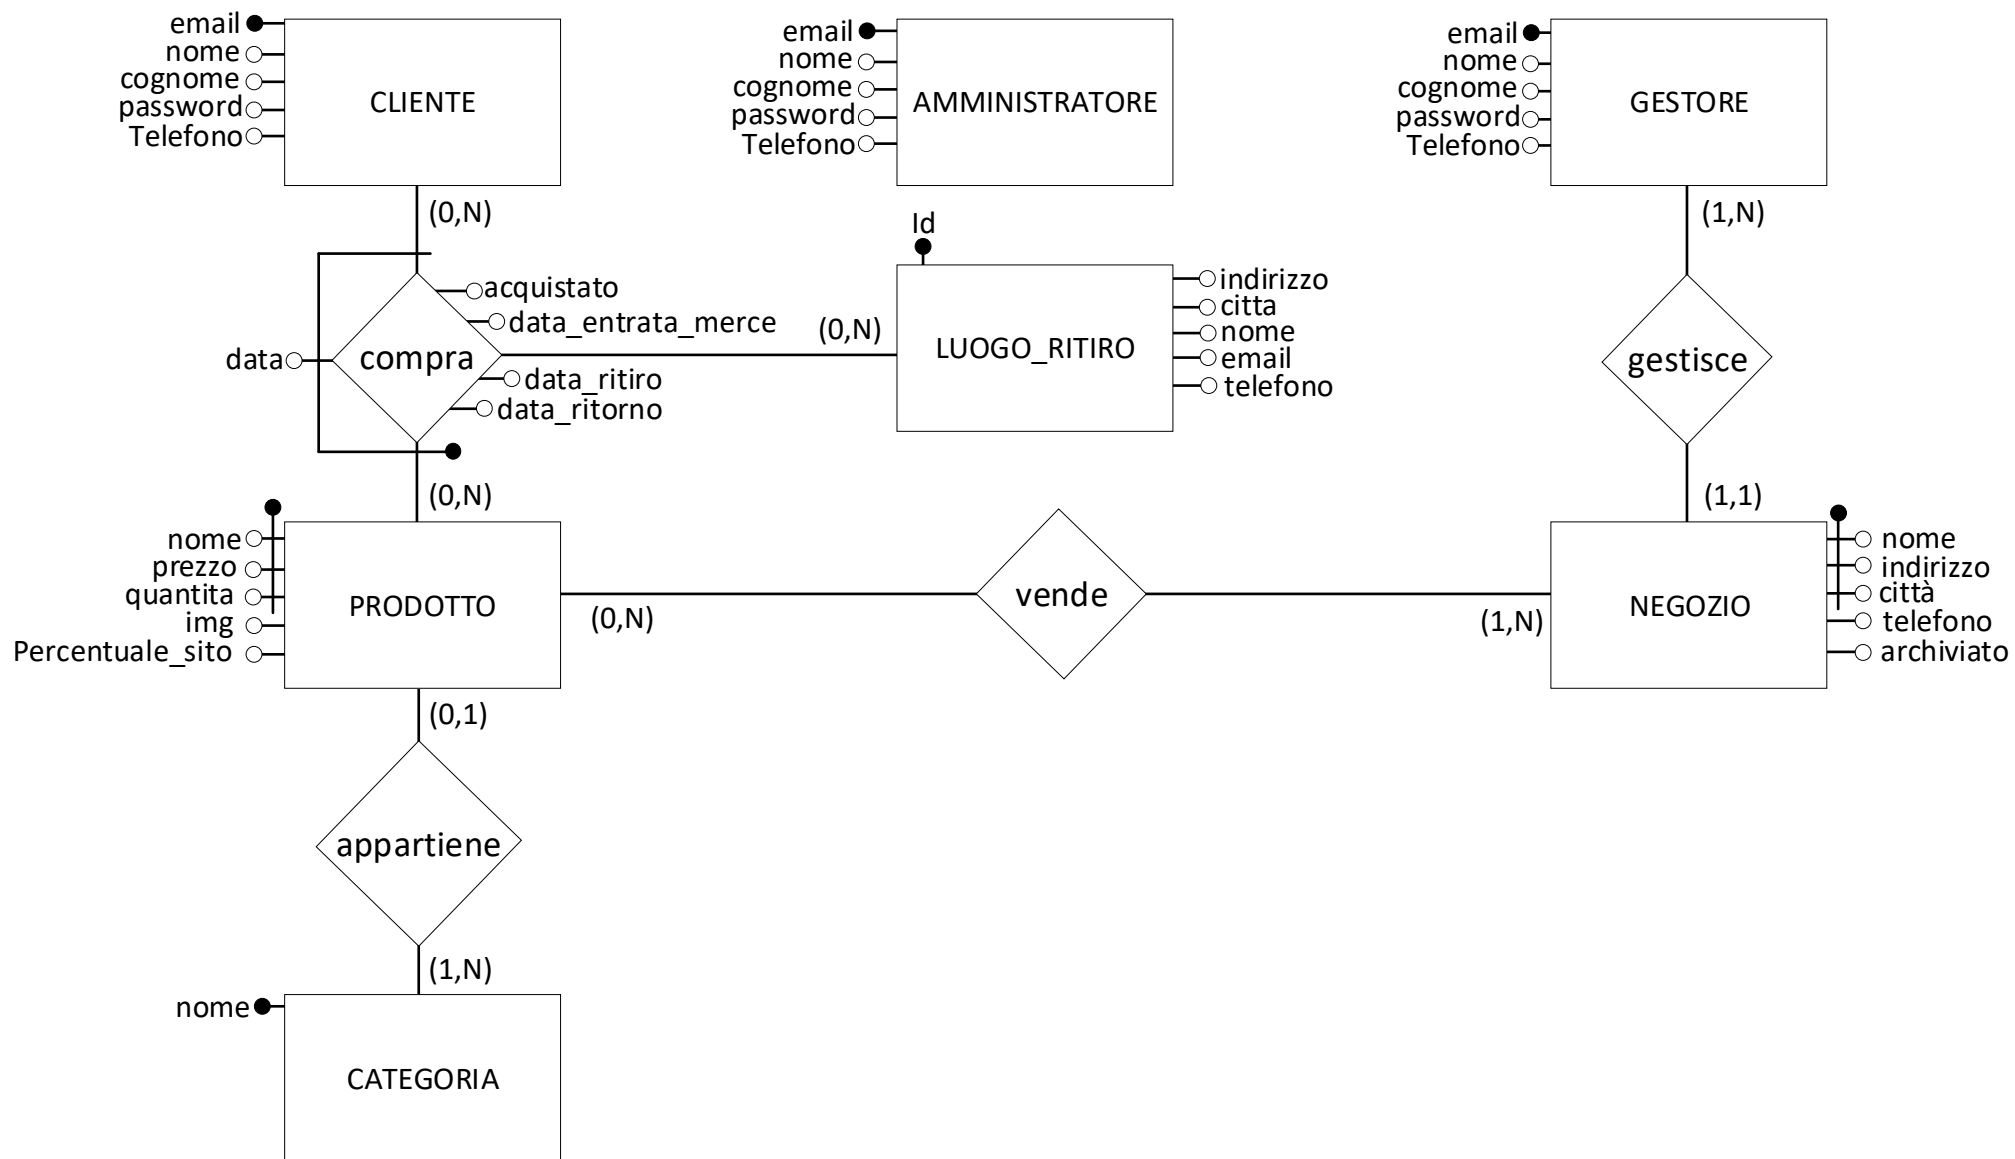 email
nome
cognome
password
Telefono
CLIENTE
email
nome
cognome
password
Telefono
AMMINISTRATORE
email
nome
cognome
password
Telefono
GESTORE
(0,N)
(1,N)
Id
acquistato
data_entrata_merce
data
compra
data_ritiro
data_ritorno
(0,N)
LUOGO_RITIRO
indirizzo
citta
nome
email
telefono
gestisce
(0,N)
(1,1)
nome
prezzo
quantita
img
Percentuale_sito
PRODOTTO
(0,N)
vende
(1,N)
NEGOZIO
nome
indirizzo
città
telefono
archiviato
(0,1)
appartiene
(1,N)
nome
CATEGORIA